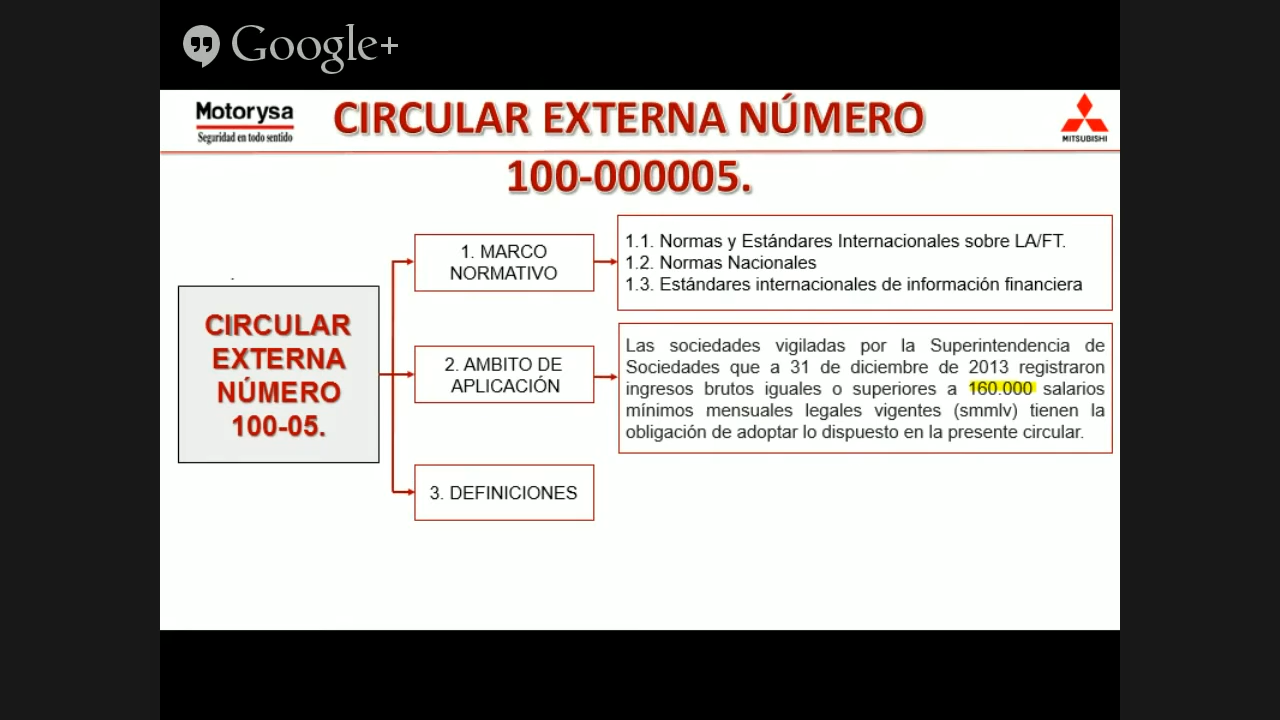 Google+
Motorysa
Seguridad en todo sentido
CIRCULAR EXTERNA NÚMERO
100-000005.
MITSUBISHI
CIRCULAR
EXTERNA
NÚMERO
100-05.
1. MARCO
NORMATIVO
1.1. Normas y Estándares Internacionales sobre LA/FT.
1.2. Normas Nacionales
1.3. Estándares internacionales de información financiera
2. AMBITO DE
APLICACIÓN
Las sociedades vigiladas por la Superintendencia de
Sociedades que a 31 de diciembre de 2013 registraron
ingresos brutos iguales o superiores a 160.000 salarios
mínimos mensuales legales vigentes (smmlv) tienen la
obligación de adoptar lo dispuesto en la presente circular.
3. DEFINICIONES